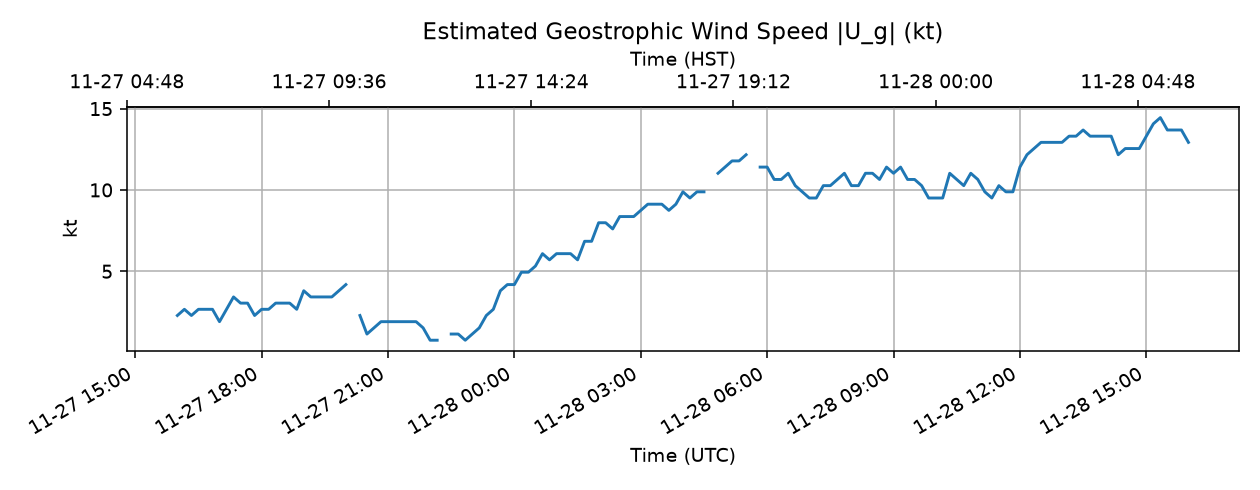 Estimated Geostrophic Wind Speed |U_g| (kt)
Time (HST)
11-27 04:48 11-27 09:36 11-27 14:24 11-27 19:12 11-28 00:00 11-28 04:48
15
10
5
kt
11-27 15:00 11-27 18:00 11-27 21:00 11-28 00:00 11-28 03:00 11-28 06:00 11-28 09:00 11-28 12:00 11-28 15:00
Time (UTC)